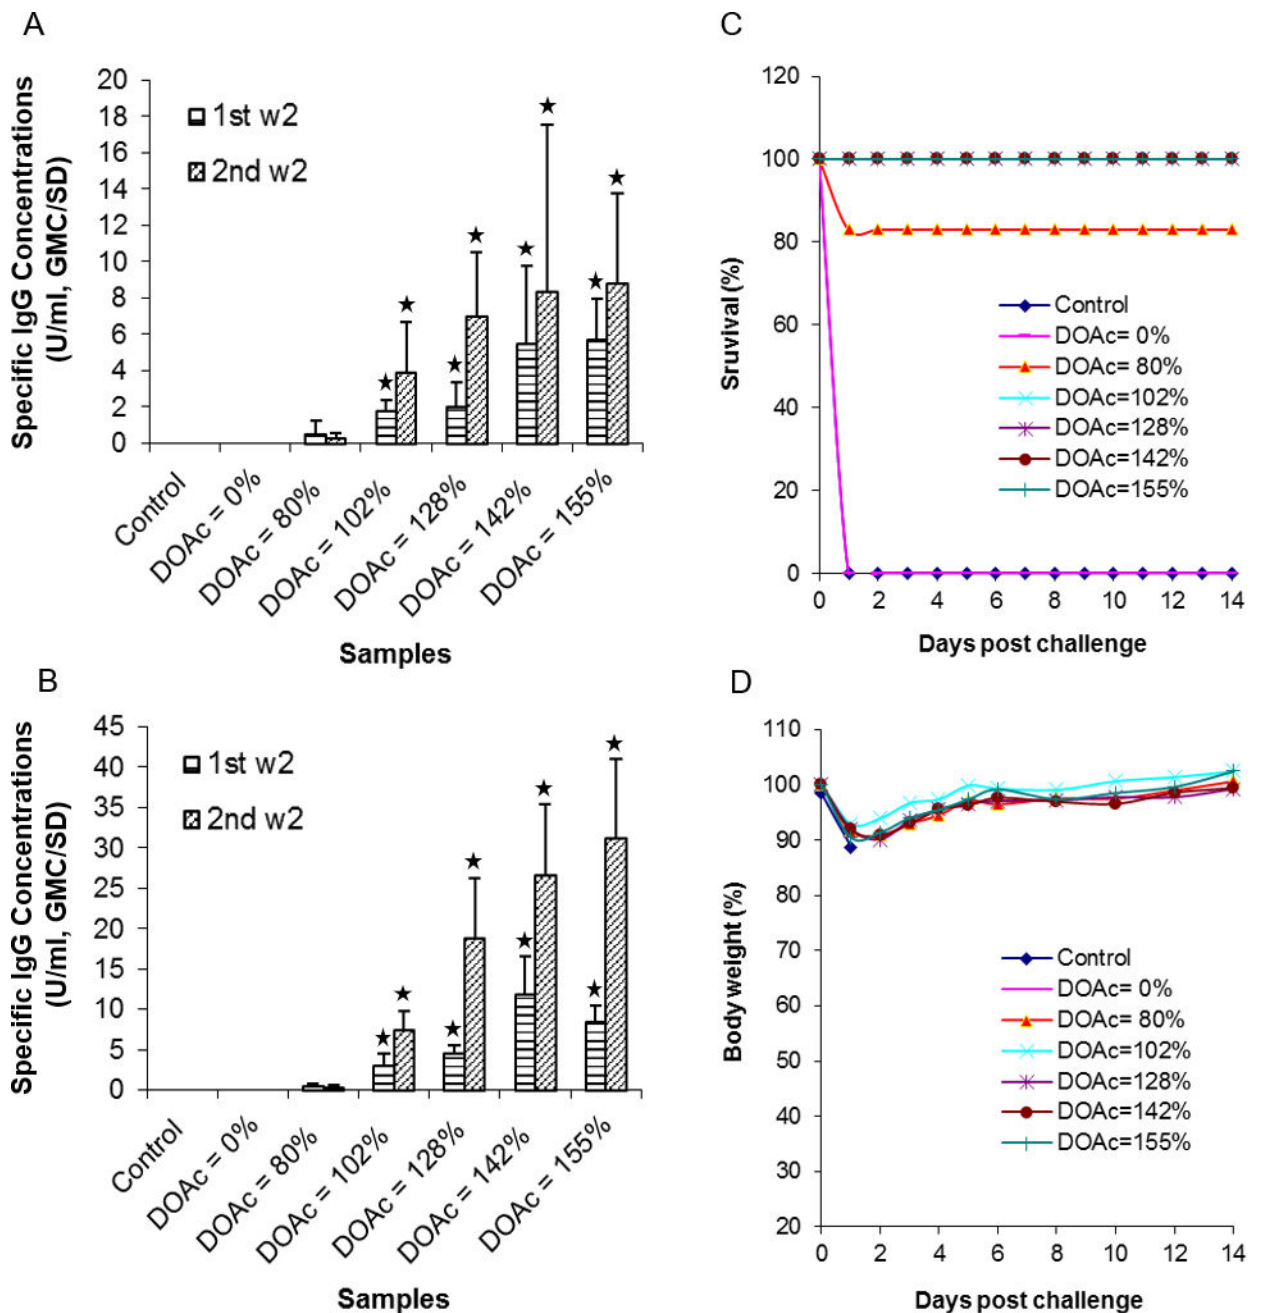 A
Specific IgG Concentrations
(U/ml, GMC/SD)
20
18
16
14
12
10
8
6
4
2
0
1st w2
2nd w2
Control
DOAc = 0%
DOAc = 80%
DOAc = 102%
DOAc = 128%
DOAc = 142%
DOAc = 155%
Samples
B
Specific IgG Concentrations
(U/ml, GMC/SD)
45
40
35
30
25
20
15
10
5
0
1st w2
2nd w2
Control
DOAc = 0%
DOAc = 80%
DOAc = 102%
DOAc = 128%
DOAc = 142%
DOAc = 155%
Samples
C
Sruvival (%)
120
100
80
60
40
20
0
Control
DOAc= 0%
DOAc= 80%
DOAc=102%
DOAc=128%
DOAc=142%
DOAc=155%
0 2 4 6 8 10 12 14
Days post challenge
D
Body weight (%)
110
100
90
80
70
60
50
40
30
20
Control
DOAc= 0%
DOAc= 80%
DOAc=102%
DOAc=128%
DOAc=142%
DOAc=155%
0 2 4 6 8 10 12 14
Days post challenge